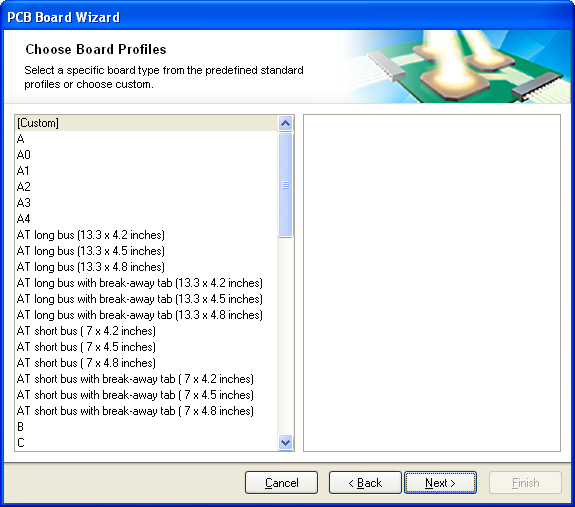 PCB Board Wizard
Choose Board Profiles
Select a specific board type from the predefined standard
profiles or choose custom.
[Custom]
A
A0
A1
A2
A3
A4
AT long bus (13.3 x 4.2 inches)
AT long bus (13.3 x 4.5 inches)
AT long bus (13.3 x 4.8 inches)
AT long bus with break-away tab (13.3 x 4.2 inches)
AT long bus with break-away tab (13.3 x 4.5 inches)
AT long bus with break-away tab (13.3 x 4.8 inches)
AT short bus ( 7 x 4.2 inches)
AT short bus ( 7 x 4.5 inches)
AT short bus ( 7 x 4.8 inches)
AT short bus with break-away tab ( 7 x 4.2 inches)
AT short bus with break-away tab ( 7 x 4.5 inches)
AT short bus with break-away tab ( 7 x 4.8 inches)
B
C
Cancel < Back Next > Finish